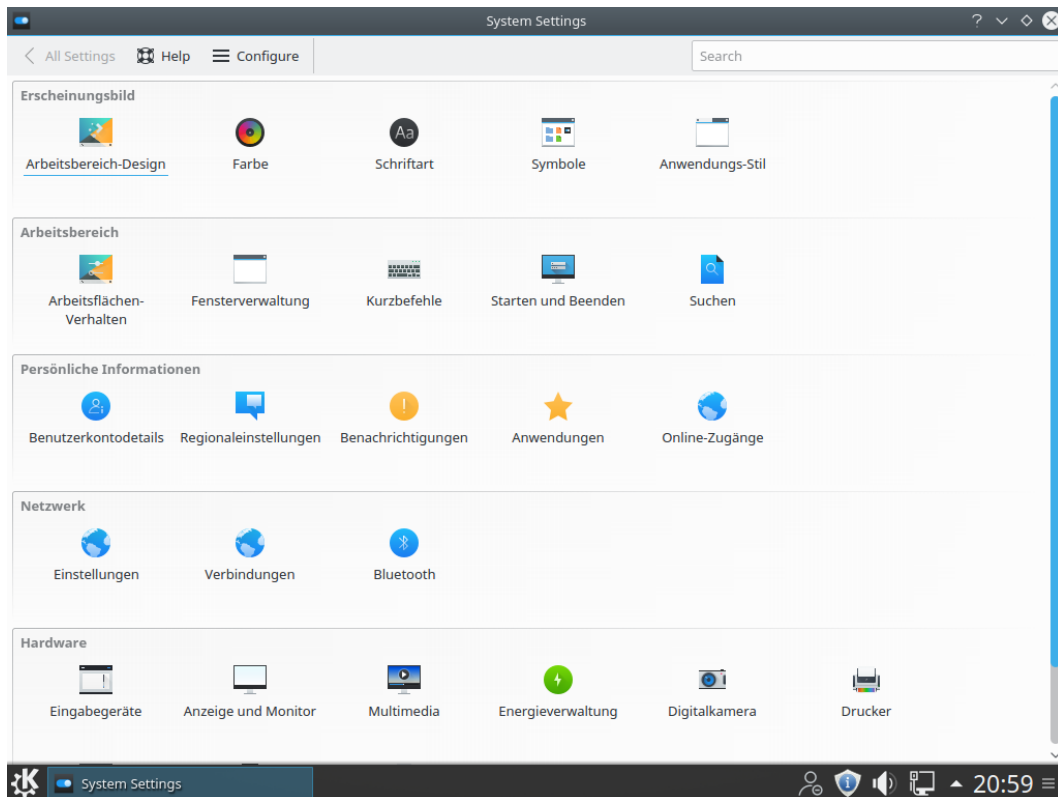 System Settings
All Settings Help Configure Search
Erscheinungsbild
Aa
Arbeitsbereich-Design Farbe Schriftart Symbole Anwendungs-Stil
Arbeitsbereich
Arbeitsflächen-
Verhalten Fensterverwaltung Kurzbefehle Starten und Beenden Suchen
Persönliche Informationen
Benutzerkontodetails Regionaleinstellungen Benachrichtigungen Anwendungen Online-Zugänge
Netzwerk
Einstellungen Verbindungen Bluetooth
Hardware
Eingabegeräte Anzeige und Monitor Multimedia Energieverwaltung Digitalkamera Drucker
System Settings 20:59